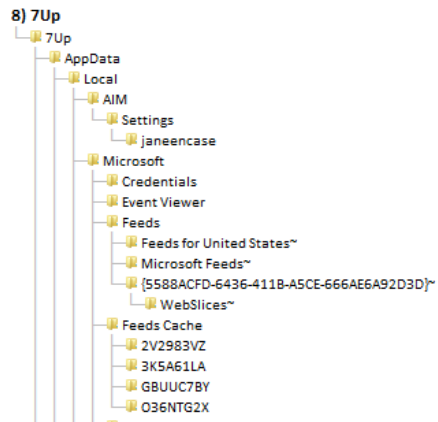 8) 7Up
7Up
AppData
Local
AIM
Settings
janeencase
Microsoft
Credentials
Event Viewer
Feeds
Feeds for United States~
Microsoft Feeds~
{5588ACFD-6436-411B-A5CE-666AE6A92D3D}~
WebSlices~
Feeds Cache
2V2983VZ
3K5A61LA
GBUUC7BY
O36NTG2X